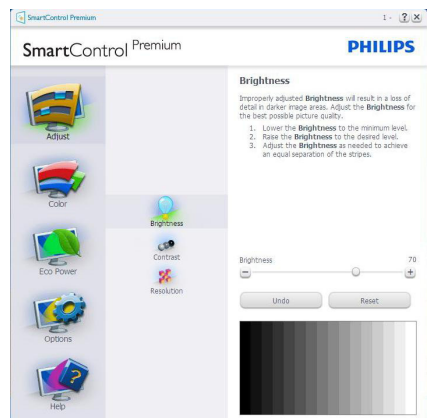 SmartControl Premium
1 -
? X
SmartControl Premium
PHILIPS
Adjust
Color
Eco Power
Options
Help
Brightness
Contrast
Resolution
Brightness
Improperly adjusted Brightness will result in a loss of
detail in darker image areas. Adjust the Brightness for
the best possible picture quality.
1. Lower the Brightness to the minimum level.
2. Raise the Brightness to the desired level.
3. Adjust the Brightness as needed to achieve
an equal separation of the stripes.
Brightness 70
Undo Reset